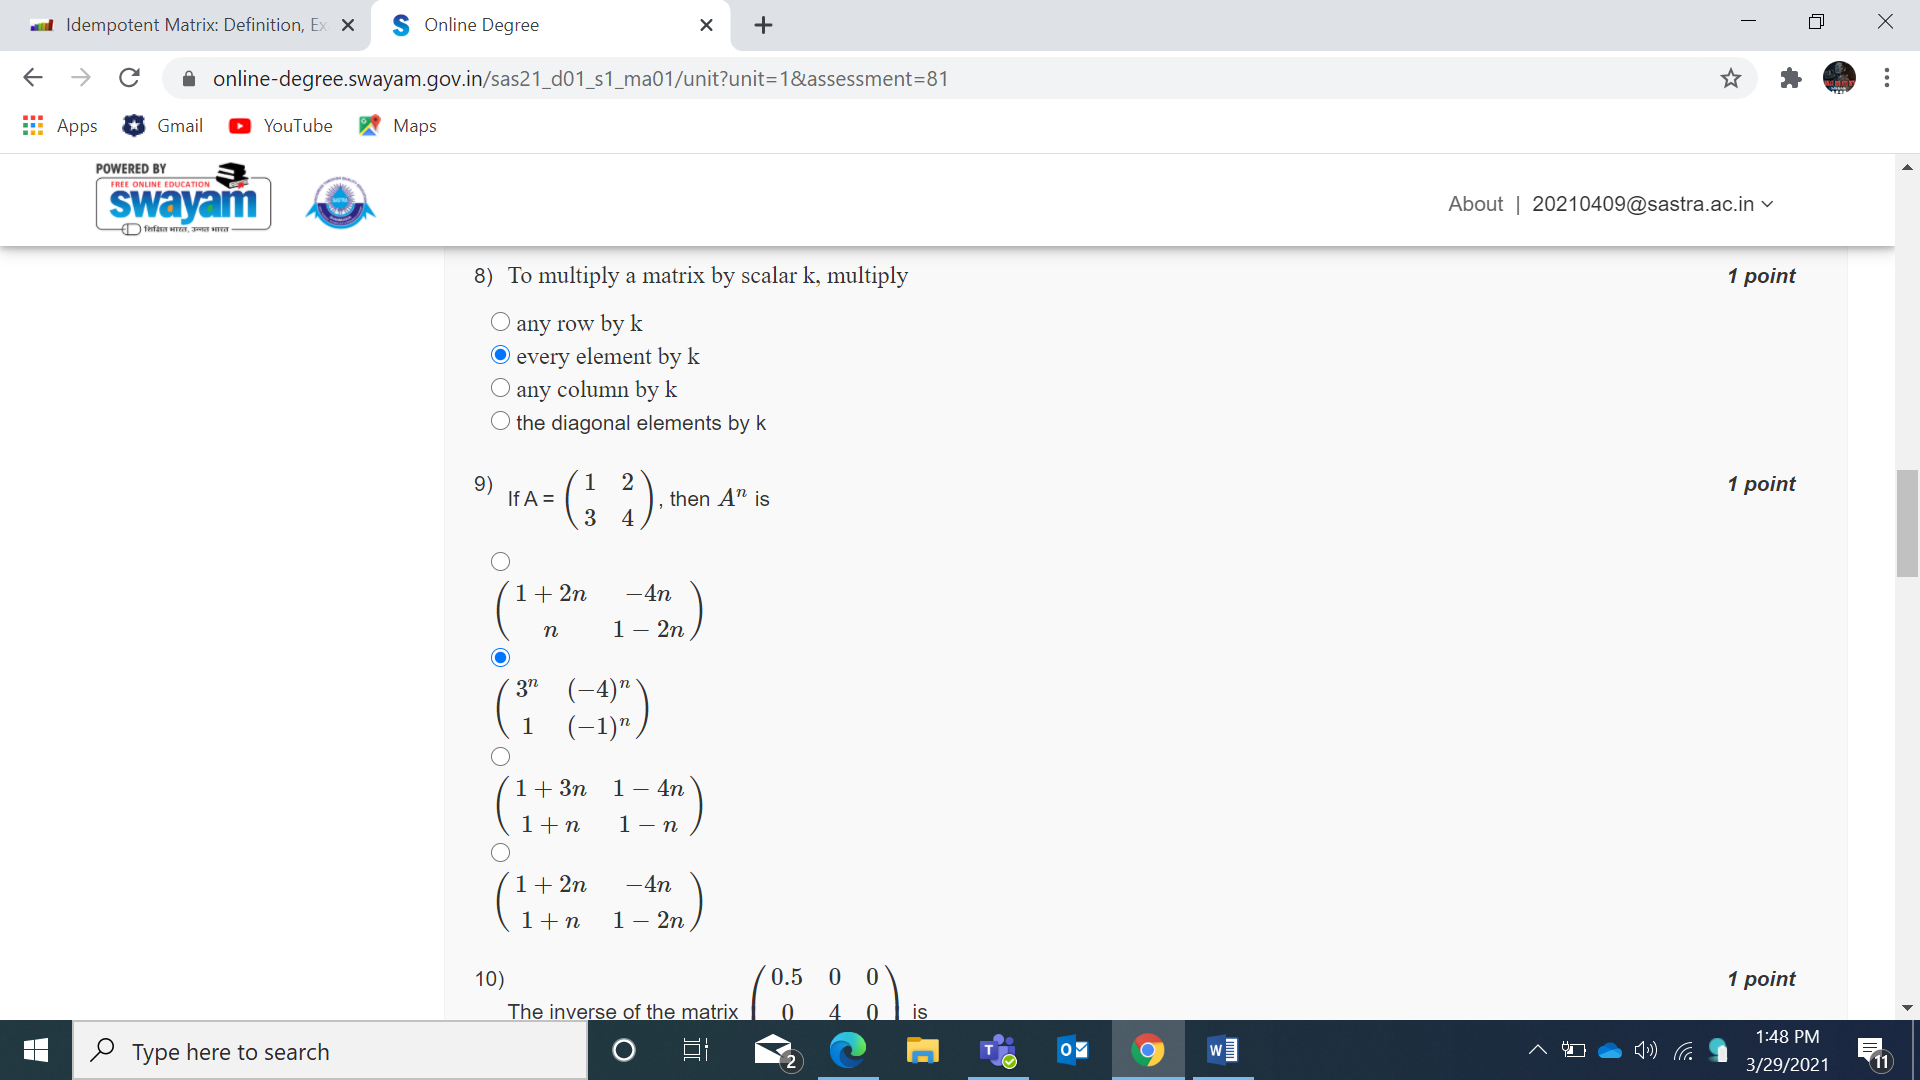 Idempotent Matrix: Definition, Ex
Online Degree
online-degree.swayam.gov.in/sas21_d01_s1_ma01/unit?unit=1&assessment=81
Apps
Gmail
YouTube
Maps
POWERED BY
FREE ONLINE EDUCATION
swayam
शिक्षित भारत, उन्नत भारत
About | 20210409@sastra.ac.in
8) To multiply a matrix by scalar k, multiply
1 point
any row by k
every element by k
any column by k
the diagonal elements by k
9) If A = ( 1 2
3 4 ), then Aⁿ is
1 point
( 1 + 2n −4n
n 1 − 2n )
( 3ⁿ (−4)ⁿ
1 (−1)ⁿ )
( 1 + 3n 1 − 4n
1 + n 1 − n )
( 1 + 2n −4n
1 + n 1 − 2n )
10)
1 point
The inverse of the matrix ( 0.5 0 0
0 4 0 is
Type here to search
2
1:48 PM
3/29/2021
11